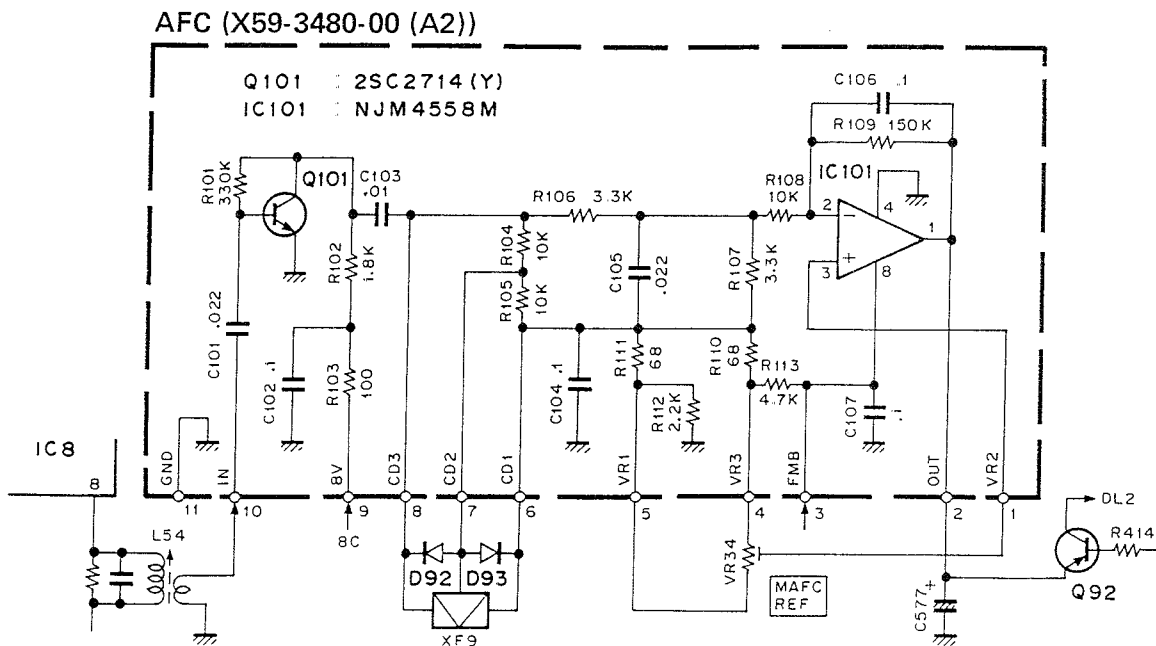 AFC (X59-3480-00 (A2))
Q101 : 2SC2714 (Y)
IC101 : NJM4558M
C106 .1
R109 150K
IC101
R101 330K
Q101
C103 .01
R106 3.3K
R108 10K
2
4
1
3
8
R102 1.8K
R104 10K
R105 10K
C105 .022
R107 3.3K
C101 .022
C102 .1
R103 100
C104 .1
R111 68
R110 68
R112 2.2K
R113 4.7K
C107 .1
IC8
8
GND
IN
8V
CD3
CD2
CD1
VR1
VR3
FMB
OUT
VR2
11
10
9
8
7
6
5
4
3
2
1
L54
8C
D92
D93
XF9
VR34
MAFC
REF
DL2
R414
Q92
C577 +